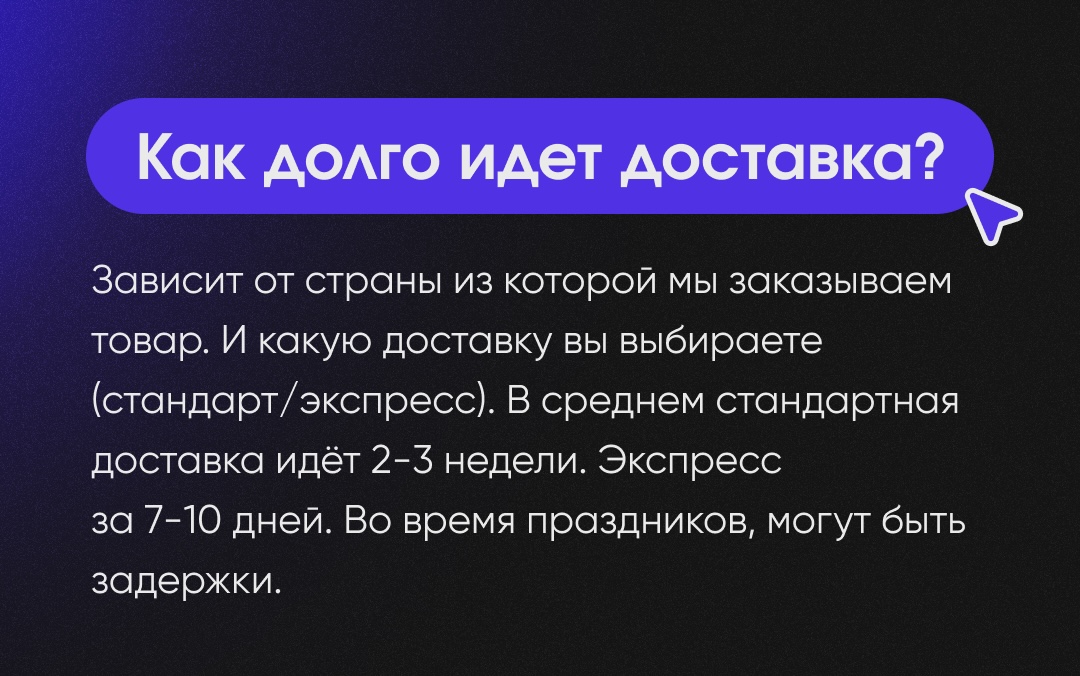 Как долго идет доставка?
Зависит от страны из которой мы заказываем
товар. И какую доставку вы выбираете
(стандарт/экспресс). В среднем стандартная
доставка идёт 2-3 недели. Экспресс
за 7-10 дней. Во время праздников, могут быть
задержки.